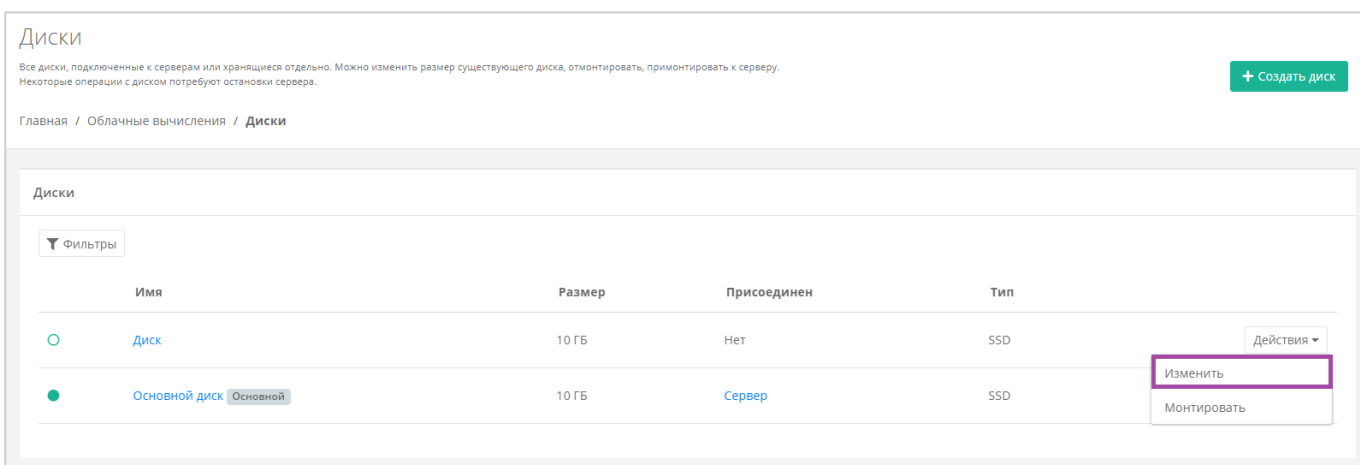 Диски
Все диски, подключенные к серверам или хранящиеся отдельно. Можно изменить размер существующего диска, отмонтировать, примонтировать к серверу.
Некоторые операции с диском потребуют остановки сервера.
+ Создать диск
Главная / Облачные вычисления / Диски
Диски
Фильтры
Имя Размер Присоединен Тип
Диск 10 ГБ Нет SSD Действия
Изменить
Основной диск Основной 10 ГБ Сервер SSD
Монтировать